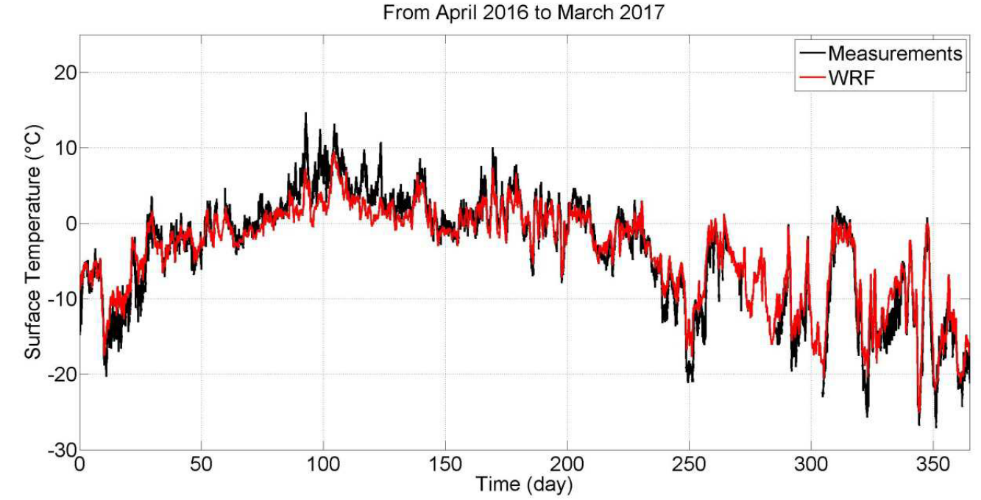 From April 2016 to March 2017
Measurements
WRF
Surface Temperature (°C)
20
10
0
-10
-20
-30
0 50 100 150 200 250 300 350
Time (day)